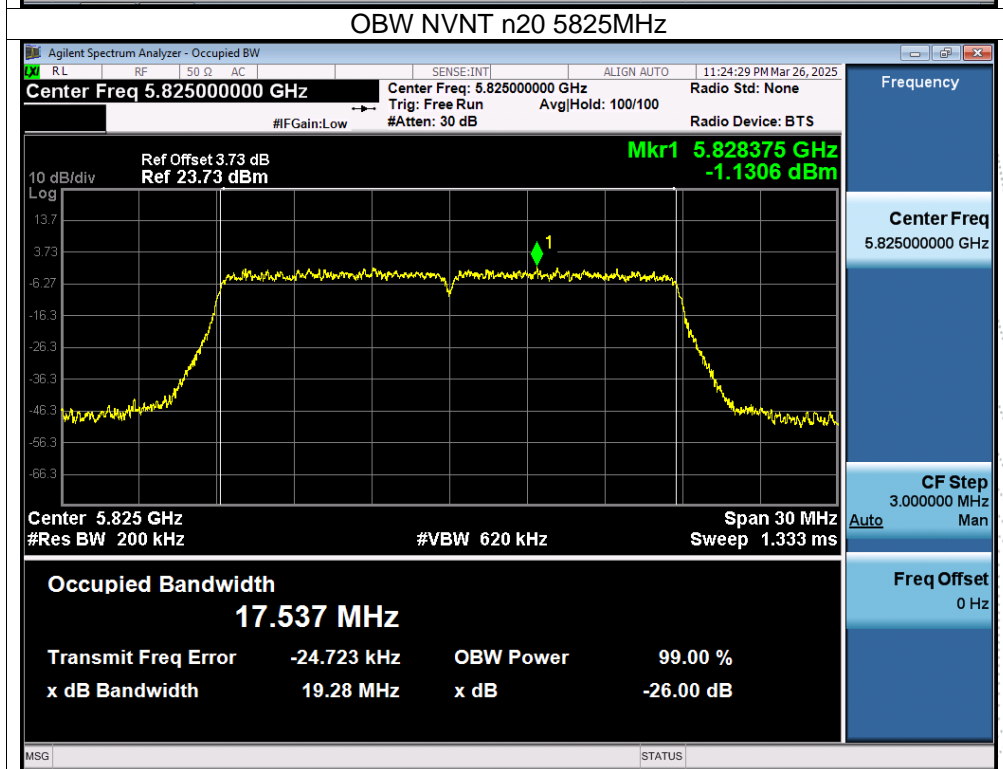 OBW NVNT n20 5825MHz
Agilent Spectrum Analyzer - Occupied BW
LXI RL RF 50 Ω AC SENSE:INT ALIGN AUTO 11:24:29 PM Mar 26, 2025
Center Freq 5.825000000 GHz Center Freq: 5.825000000 GHz Radio Std: None Frequency
Trig: Free Run Avg|Hold: 100/100
#IFGain:Low #Atten: 30 dB Radio Device: BTS
Mkr1 5.828375 GHz
-1.1306 dBm
Ref Offset 3.73 dB
10 dB/div Ref 23.73 dBm
Log
13.7
3.73
-6.27
-16.3
-26.3
-36.3
-46.3
-56.3
-66.3
1
Center Freq
5.825000000 GHz
Center 5.825 GHz Span 30 MHz
#Res BW 200 kHz #VBW 620 kHz Sweep 1.333 ms
CF Step
3.000000 MHz
Auto Man
Occupied Bandwidth
17.537 MHz
Transmit Freq Error -24.723 kHz OBW Power 99.00 %
x dB Bandwidth 19.28 MHz x dB -26.00 dB
Freq Offset
0 Hz
MSG STATUS